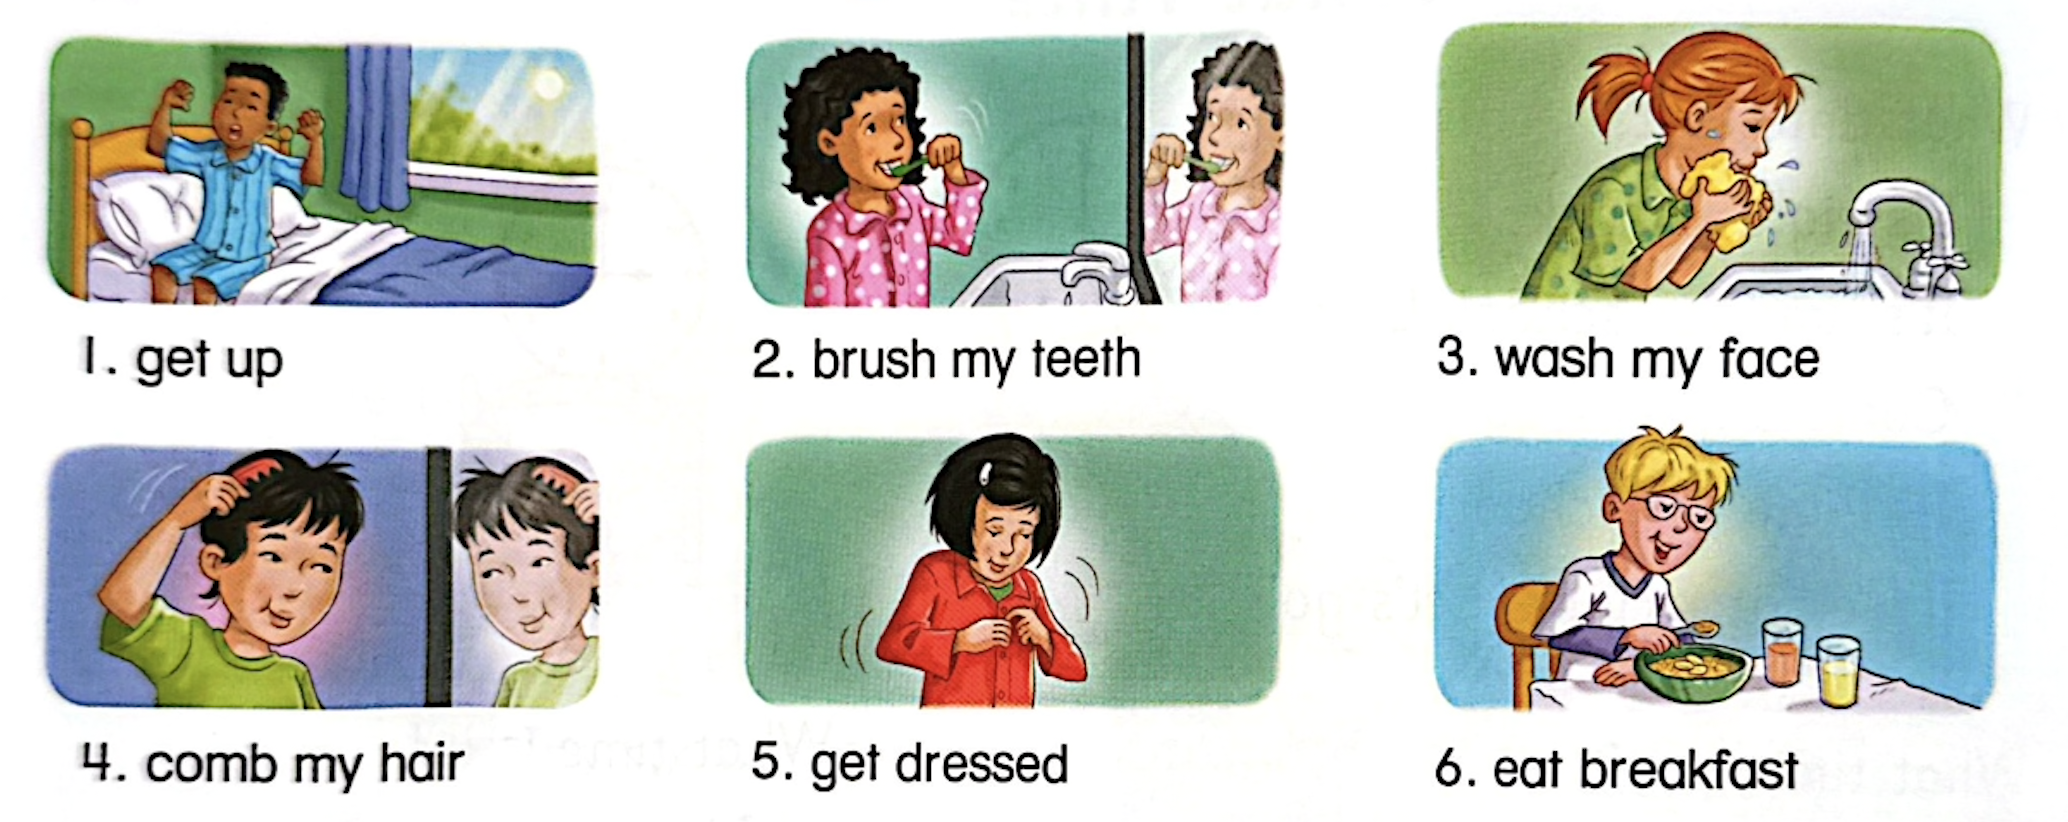 1. get up
2. brush my teeth
3. wash my face
4. comb my hair
5. get dressed
6. eat breakfast